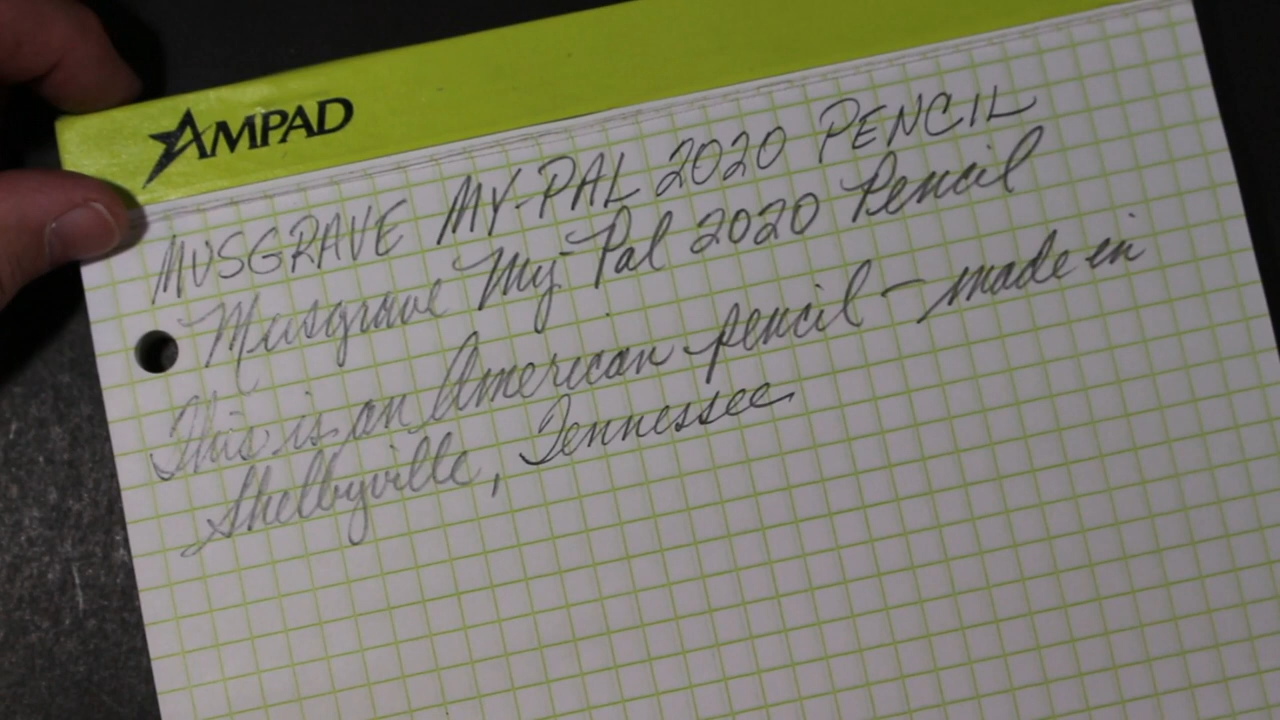 AMPAD
MUSGRAVE MY-PAL 2020 PENCIL
Musgrave My-Pal 2020 Pencil
This is an American pencil – made in
Shelbyville, Tennessee